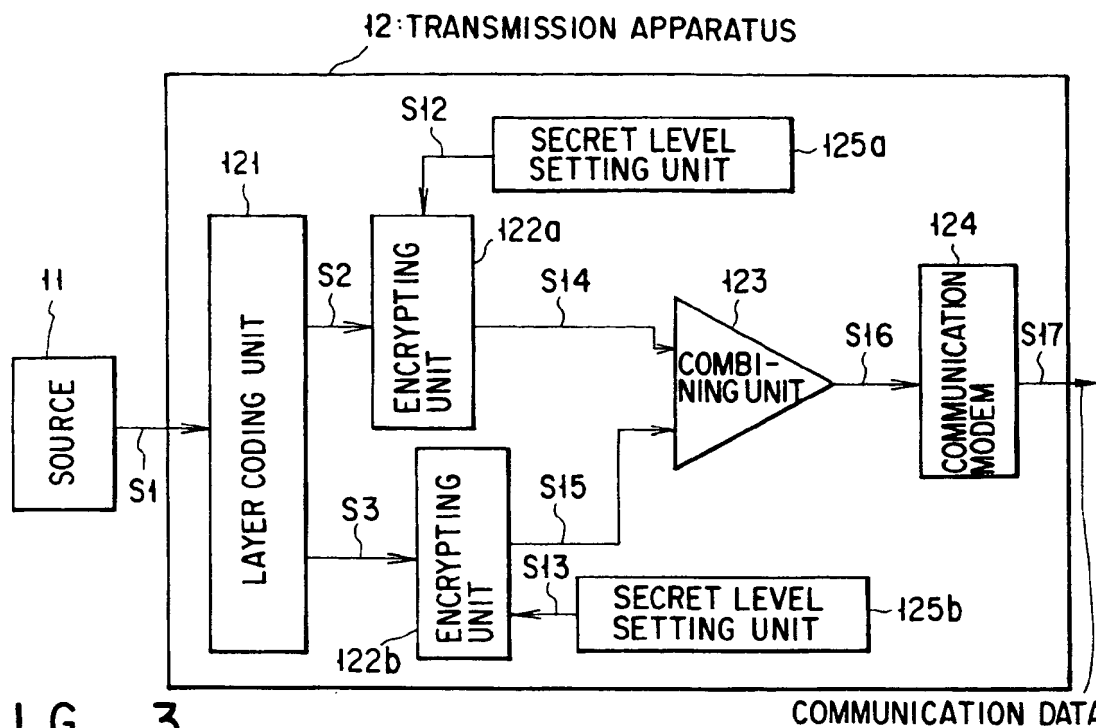 12: TRANSMISSION APPARATUS
S12
SECRET LEVEL
SETTING UNIT
125a
121
122a
124
11
S2
S14
123
ENCRYPTING
UNIT
COMBI-
NING UNIT
S16
S17
SOURCE
LAYER CODING UNIT
COMMUNICATION
MODEM
S1
S3
S15
ENCRYPTING
UNIT
S13
SECRET LEVEL
SETTING UNIT
125b
122b
COMMUNICATION DATA
I G. 3